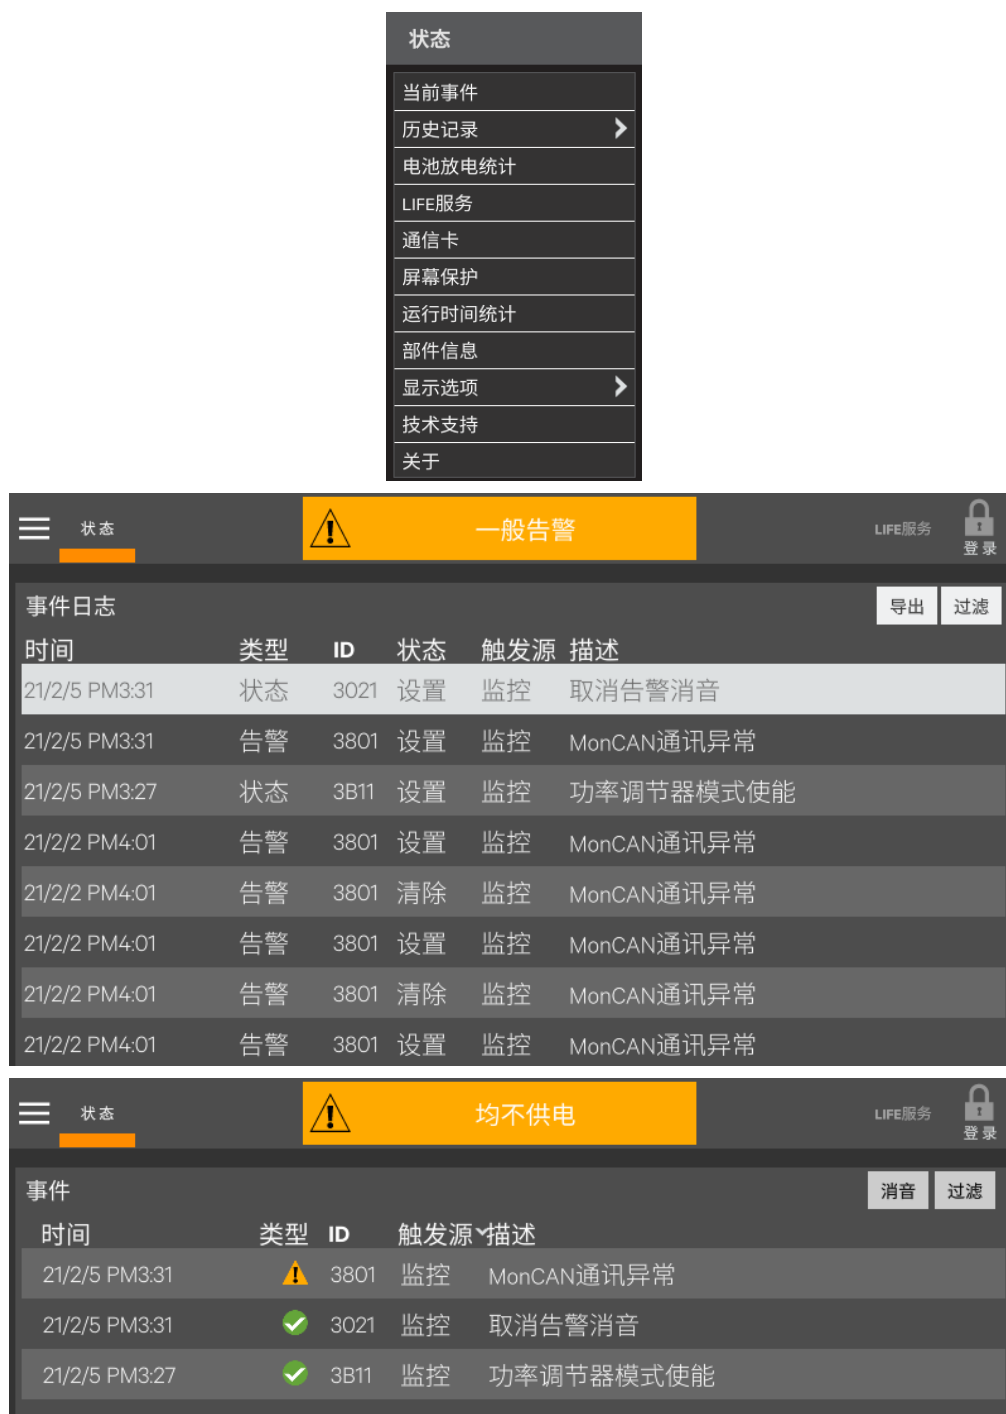 状态
当前事件
历史记录
电池放电统计
LIFE服务
通信卡
屏幕保护
运行时间统计
部件信息
显示选项
技术支持
关于
状态 一般告警 LIFE服务 登录
事件日志 导出 过滤
时间 类型 ID 状态 触发源 描述
21/2/5 PM3:31 状态 3021 设置 监控 取消告警消音
21/2/5 PM3:31 告警 3801 设置 监控 MonCAN通讯异常
21/2/5 PM3:27 状态 3B11 设置 监控 功率调节器模式使能
21/2/2 PM4:01 告警 3801 设置 监控 MonCAN通讯异常
21/2/2 PM4:01 告警 3801 清除 监控 MonCAN通讯异常
21/2/2 PM4:01 告警 3801 设置 监控 MonCAN通讯异常
21/2/2 PM4:01 告警 3801 清除 监控 MonCAN通讯异常
21/2/2 PM4:01 告警 3801 设置 监控 MonCAN通讯异常
状态 均不供电 LIFE服务 登录
事件 消音 过滤
时间 类型 ID 触发源 描述
21/2/5 PM3:31 3801 监控 MonCAN通讯异常
21/2/5 PM3:31 3021 监控 取消告警消音
21/2/5 PM3:27 3B11 监控 功率调节器模式使能